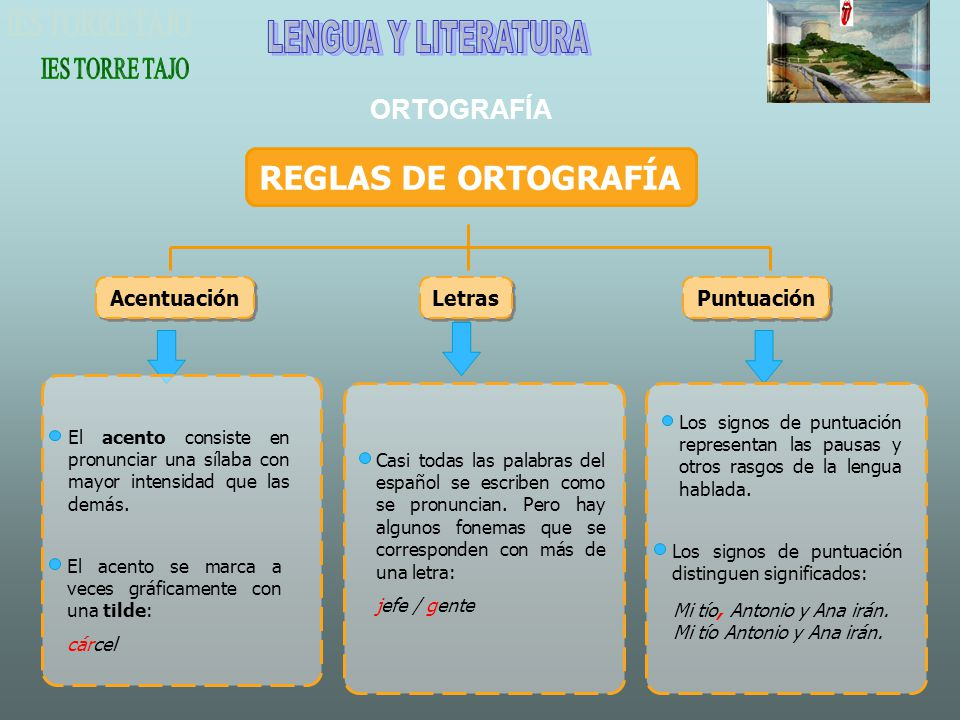 IES TORRE TAJO
LENGUA Y LITERATURA
IES TORRE TAJO
ORTOGRAFÍA
REGLAS DE ORTOGRAFÍA
Acentuación
Letras
Puntuación
El acento consiste en
pronunciar una sílaba con
mayor intensidad que las
demás.
El acento se marca a
veces gráficamente con
una tilde:
cárcel
Casi todas las palabras del
español se escriben como
se pronuncian. Pero hay
algunos fonemas que se
corresponden con más de
una letra:
jefe / gente
Los signos de puntuación
representan las pausas y
otros rasgos de la lengua
hablada.
Los signos de puntuación
distinguen significados:
Mi tío, Antonio y Ana irán.
Mi tío Antonio y Ana irán.